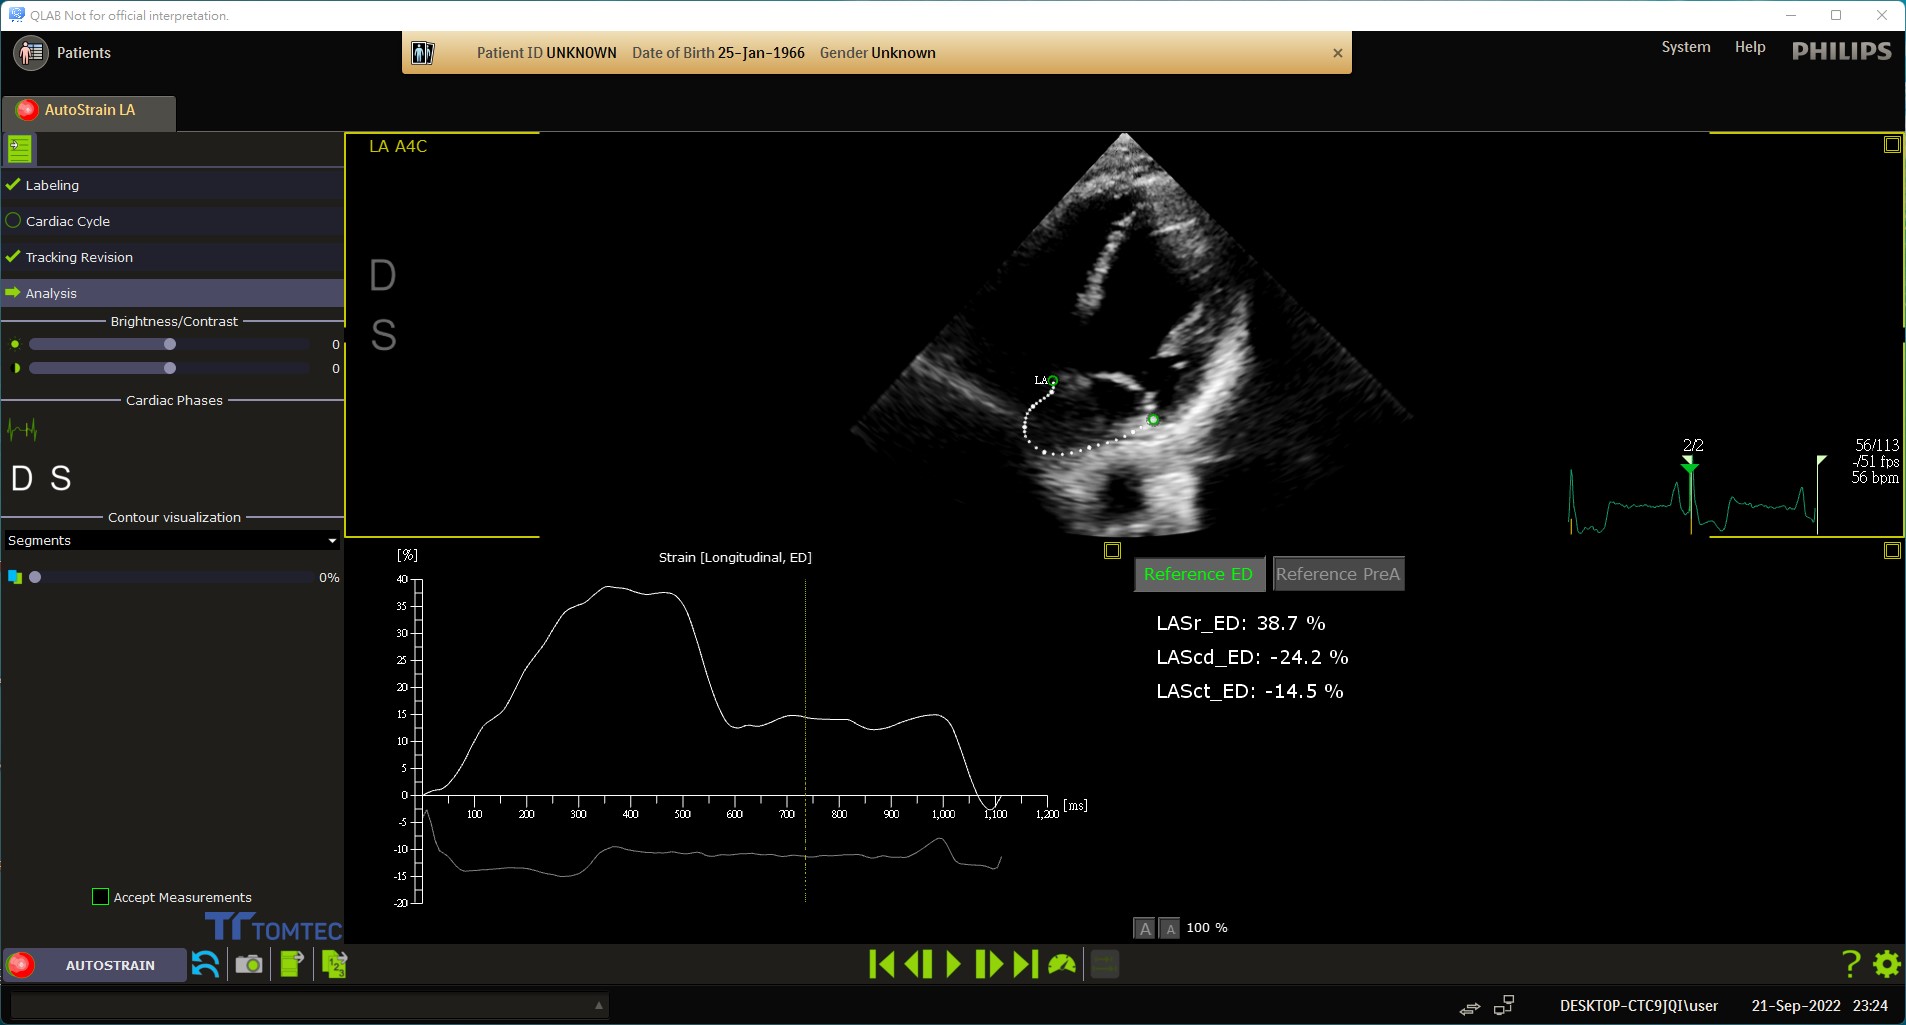 QLAB Not for official interpretation.
Patients
Patient ID UNKNOWN Date of Birth 25-Jan-1966 Gender Unknown
System Help PHILIPS
AutoStrain LA
Labeling
Cardiac Cycle
Tracking Revision
Analysis
Brightness/Contrast
0
0
Cardiac Phases
D S
Contour visualization
Segments
0%
Accept Measurements
TOMTEC
LA A4C
D
S
LA
2/2
56/113
-/51 fps
56 bpm
[%]
Strain [Longitudinal, ED]
40
35
30
25
20
15
10
5
0
-5
-10
-15
-20
100 200 300 400 500 600 700 800 900 1,000 1,100 1,200 [ms]
Reference ED Reference PreA
LASr_ED: 38.7 %
LAScd_ED: -24.2 %
LASct_ED: -14.5 %
A A 100 %
AUTOSTRAIN
1 2 3
?
DESKTOP-CTC9JQI\user 21-Sep-2022 23:24